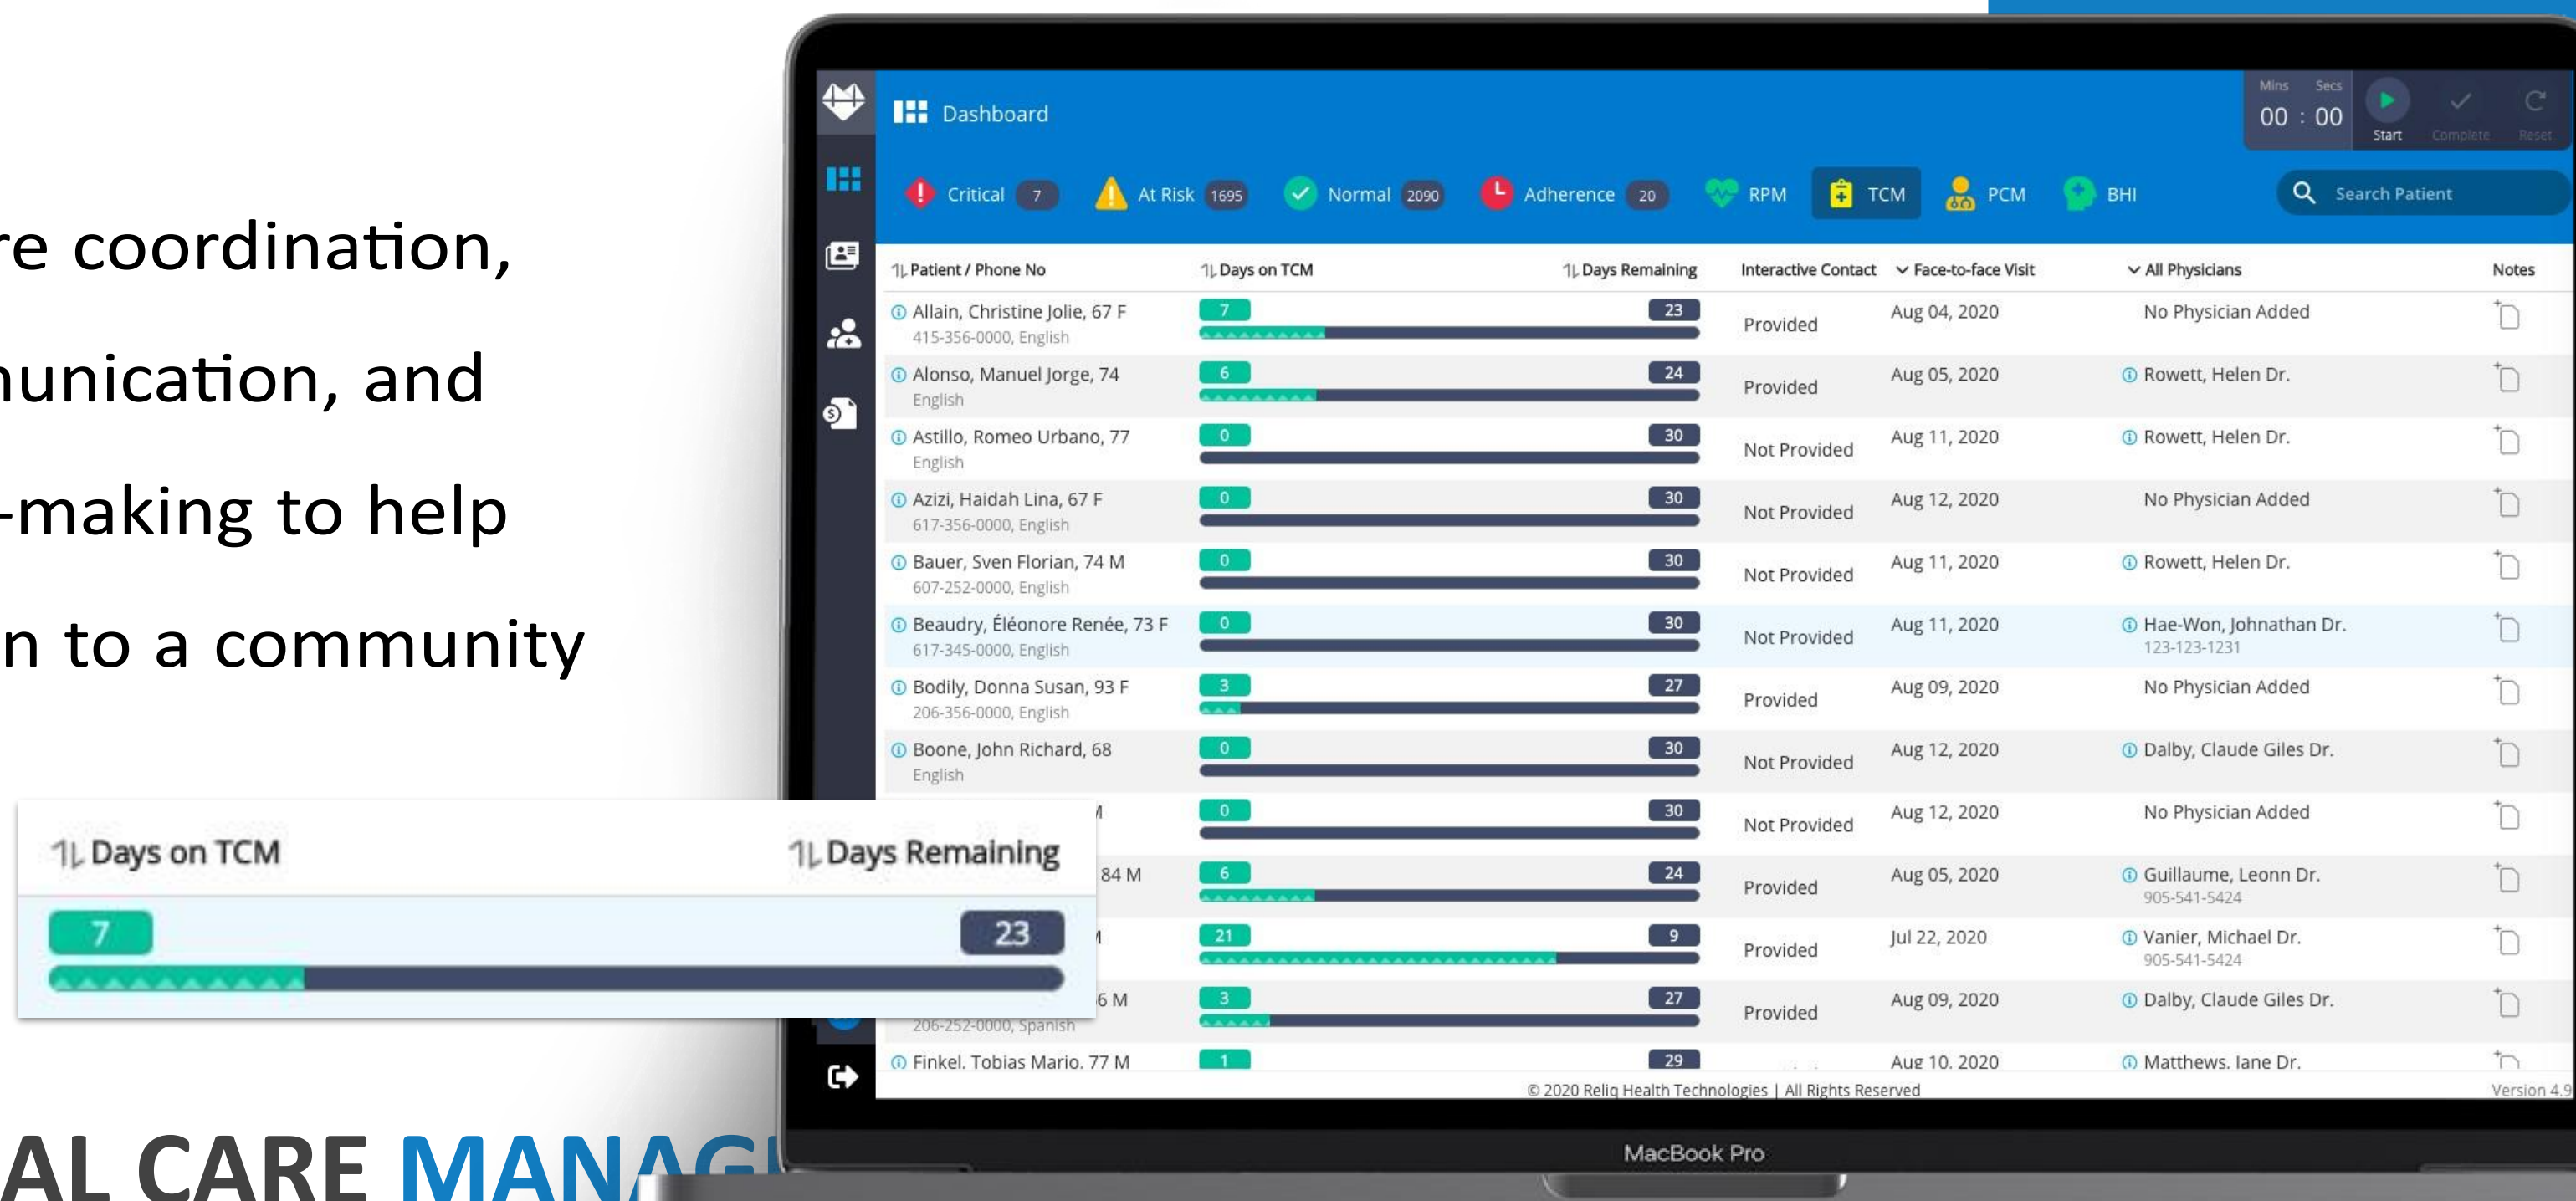 re coordination,
nunication, and
-making to help
n to a community
Days on TCM Days Remaining
7 23
AL CARE MANAG
Dashboard
Mins Secs
00 : 00
Start Complete Reset
Critical 7 At Risk 1695 Normal 2090 Adherence 20 RPM TCM PCM BHI Search Patient
Patient / Phone No Days on TCM Days Remaining Interactive Contact Face-to-face Visit All Physicians Notes
Allain, Christine Jolie, 67 F 7 23 Provided Aug 04, 2020 No Physician Added
415-356-0000, English
Alonso, Manuel Jorge, 74 6 24 Provided Aug 05, 2020 Rowett, Helen Dr.
English
Astillo, Romeo Urbano, 77 0 30 Not Provided Aug 11, 2020 Rowett, Helen Dr.
English
Azizi, Haidah Lina, 67 F 0 30 Not Provided Aug 12, 2020 No Physician Added
617-356-0000, English
Bauer, Sven Florian, 74 M 0 30 Not Provided Aug 11, 2020 Rowett, Helen Dr.
607-252-0000, English
Beaudry, Éléonore Renée, 73 F 0 30 Not Provided Aug 11, 2020 Hae-Won, Johnathan Dr.
617-345-0000, English 123-123-1231
Bodily, Donna Susan, 93 F 3 27 Provided Aug 09, 2020 No Physician Added
206-356-0000, English
Boone, John Richard, 68 0 30 Not Provided Aug 12, 2020 Dalby, Claude Giles Dr.
English
0 30 Not Provided Aug 12, 2020 No Physician Added
84 M 6 24 Provided Aug 05, 2020 Guillaume, Leonn Dr.
905-541-5424
21 9 Provided Jul 22, 2020 Vanier, Michael Dr.
905-541-5424
6 M 3 27 Provided Aug 09, 2020 Dalby, Claude Giles Dr.
206-252-0000, Spanish
Finkel, Tobias Mario, 77 M 1 29 Aug 10, 2020 Matthews, Jane Dr.
© 2020 Reliq Health Technologies | All Rights Reserved Version 4.9
MacBook Pro